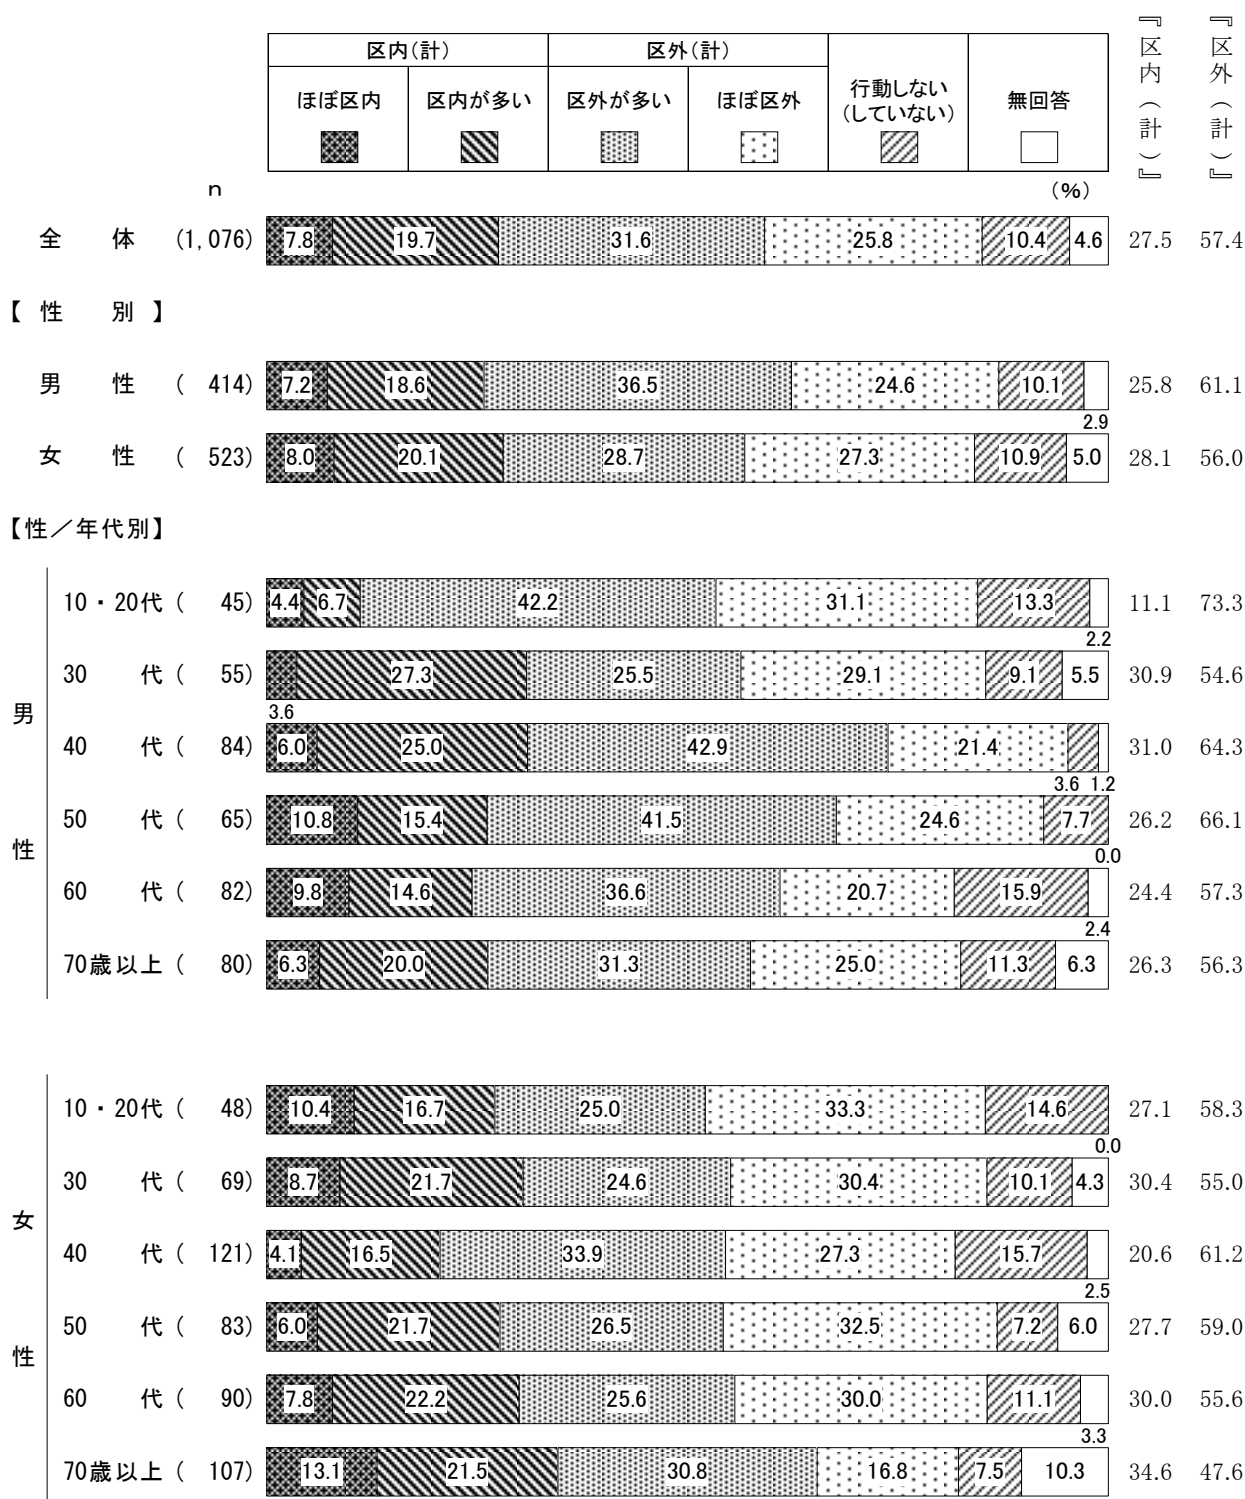 区内(計) 区外(計) 行動しない(していない) 無回答 『区内(計)』 『区外(計)』
ほぼ区内 区内が多い 区外が多い ほぼ区外
n (%)
全 体 (1,076) 7.8 19.7 31.6 25.8 10.4 4.6 27.5 57.4
【 性 別 】
男 性 ( 414) 7.2 18.6 36.5 24.6 10.1 2.9 25.8 61.1
女 性 ( 523) 8.0 20.1 28.7 27.3 10.9 5.0 28.1 56.0
【性/年代別】
男性
10・20代 ( 45) 4.4 6.7 42.2 31.1 13.3 2.2 11.1 73.3
30 代 ( 55) 3.6 27.3 25.5 29.1 9.1 5.5 30.9 54.6
40 代 ( 84) 6.0 25.0 42.9 21.4 3.6 1.2 31.0 64.3
50 代 ( 65) 10.8 15.4 41.5 24.6 7.7 0.0 26.2 66.1
60 代 ( 82) 9.8 14.6 36.6 20.7 15.9 2.4 24.4 57.3
70歳以上 ( 80) 6.3 20.0 31.3 25.0 11.3 6.3 26.3 56.3
女性
10・20代 ( 48) 10.4 16.7 25.0 33.3 14.6 0.0 27.1 58.3
30 代 ( 69) 8.7 21.7 24.6 30.4 10.1 4.3 30.4 55.0
40 代 ( 121) 4.1 16.5 33.9 27.3 15.7 2.5 20.6 61.2
50 代 ( 83) 6.0 21.7 26.5 32.5 7.2 6.0 27.7 59.0
60 代 ( 90) 7.8 22.2 25.6 30.0 11.1 3.3 30.0 55.6
70歳以上 ( 107) 13.1 21.5 30.8 16.8 7.5 10.3 34.6 47.6